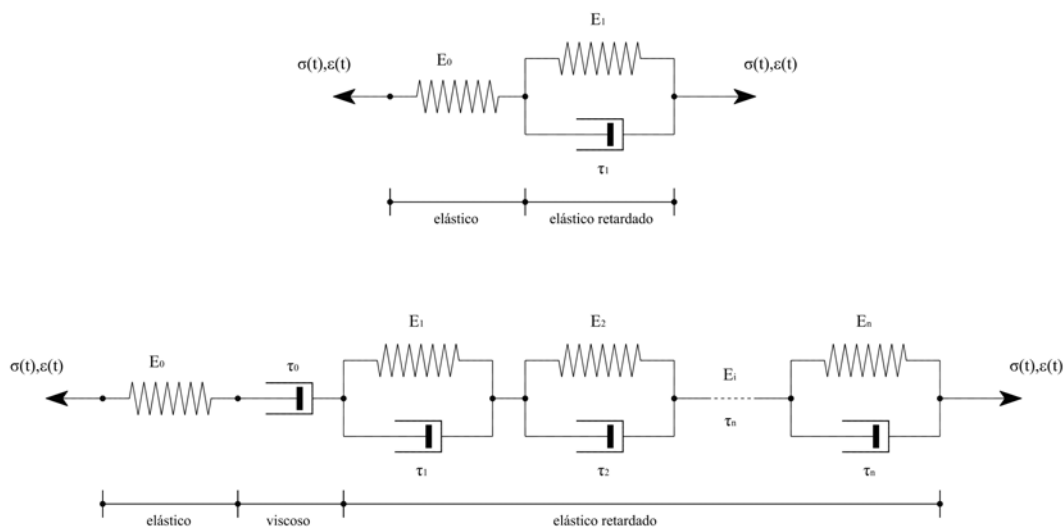 E₁
E₀
σ(t),ε(t)
σ(t),ε(t)
τ₁
elástico
elástico retardado
E₁
E₂
Eₙ
E₀
Eᵢ
σ(t),ε(t)
τ₀
σ(t),ε(t)
τₙ
τ₁
τ₂
τₙ
elástico
viscoso
elástico retardado